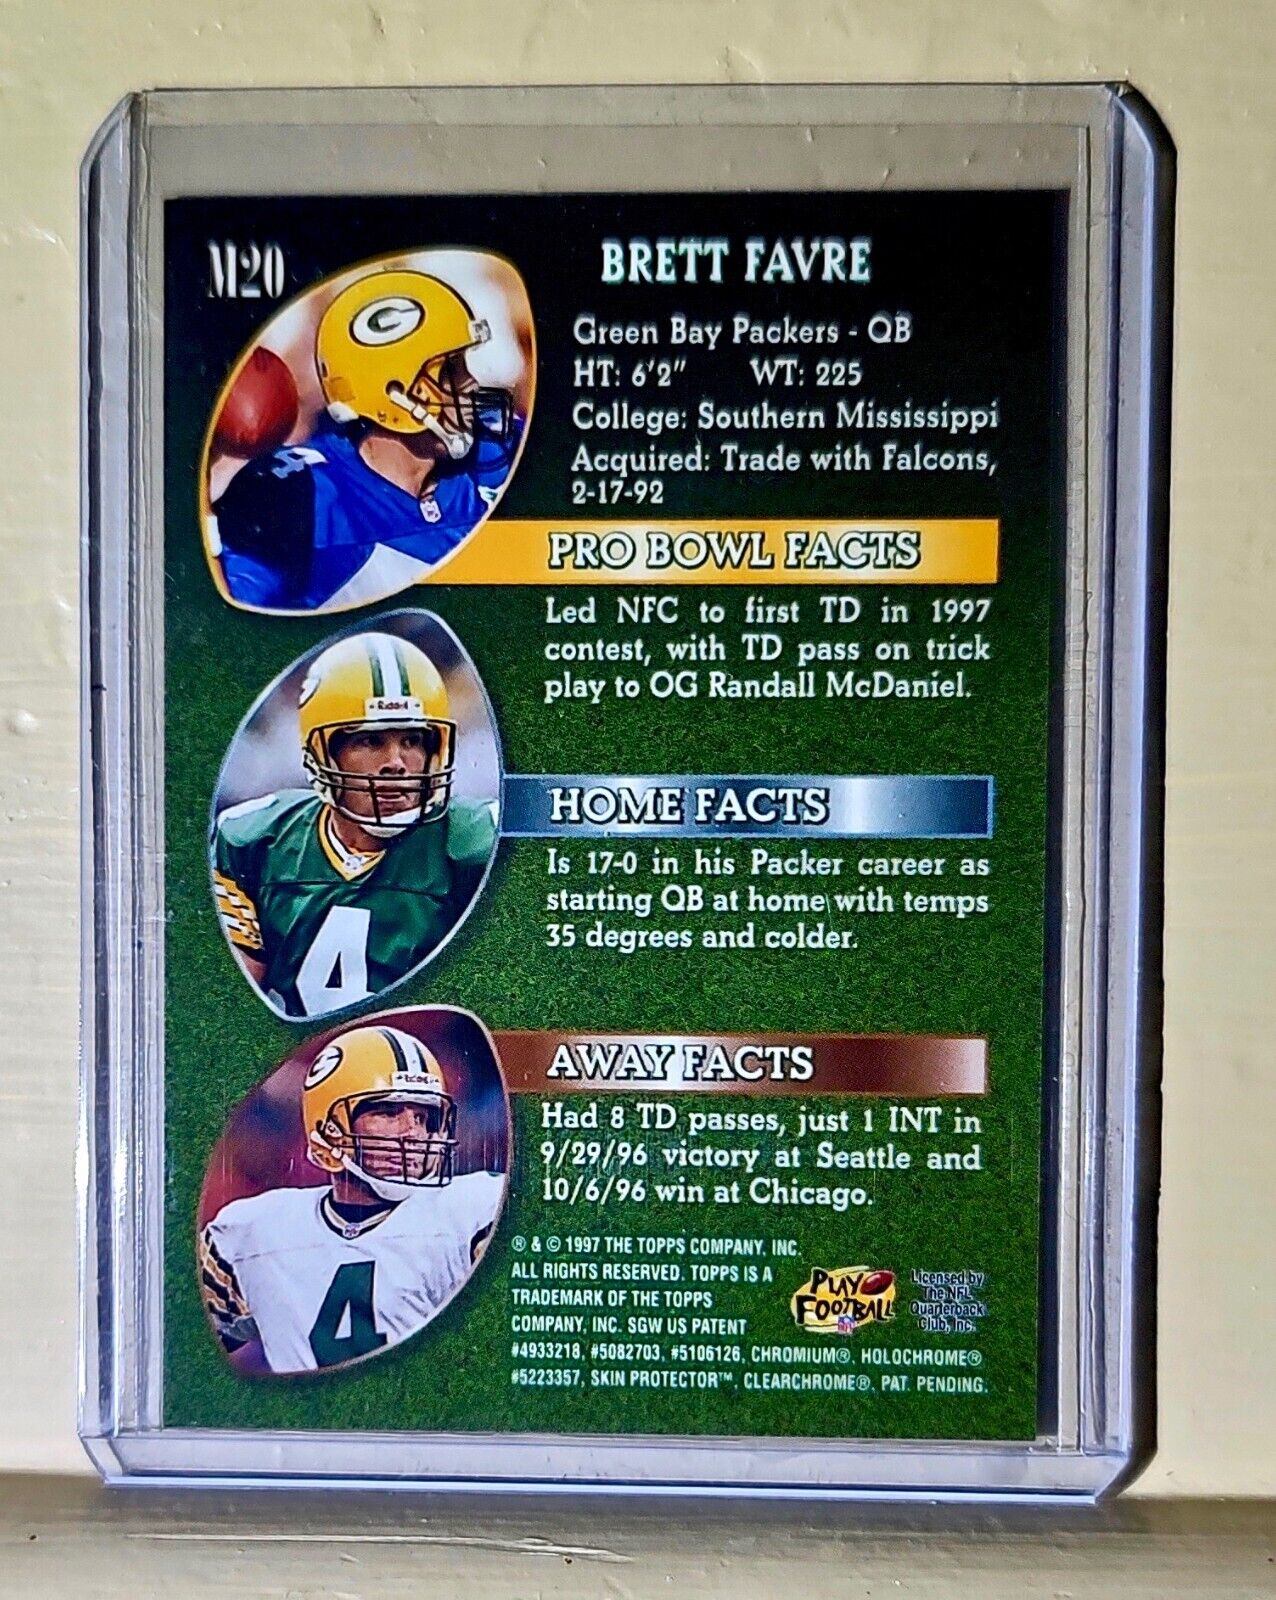 M20
BRETT FAVRE
Green Bay Packers - QB
HT: 6'2" WT: 225
College: Southern Mississippi
Acquired: Trade with Falcons,
2-17-92
PRO BOWL FACTS
Led NFC to first TD in 1997
contest, with TD pass on trick
play to OG Randall McDaniel.
HOME FACTS
Is 17-0 in his Packer career as
starting QB at home with temps
35 degrees and colder.
AWAY FACTS
Had 8 TD passes, just 1 INT in
9/29/96 victory at Seattle and
10/6/96 win at Chicago.
® & © 1997 THE TOPPS COMPANY, INC.
ALL RIGHTS RESERVED. TOPPS IS A
TRADEMARK OF THE TOPPS
COMPANY, INC. SGW US PATENT
#4933218, #5082703, #5106126, CHROMIUM®, HOLOCHROME®
#5223357, SKIN PROTECTOR™, CLEARCHROME®, PAT. PENDING.
PLAY
FOOTBALL
Licensed by
The NFL
Quarterback
Club, Inc.
G
4
Riddell
4
G
4